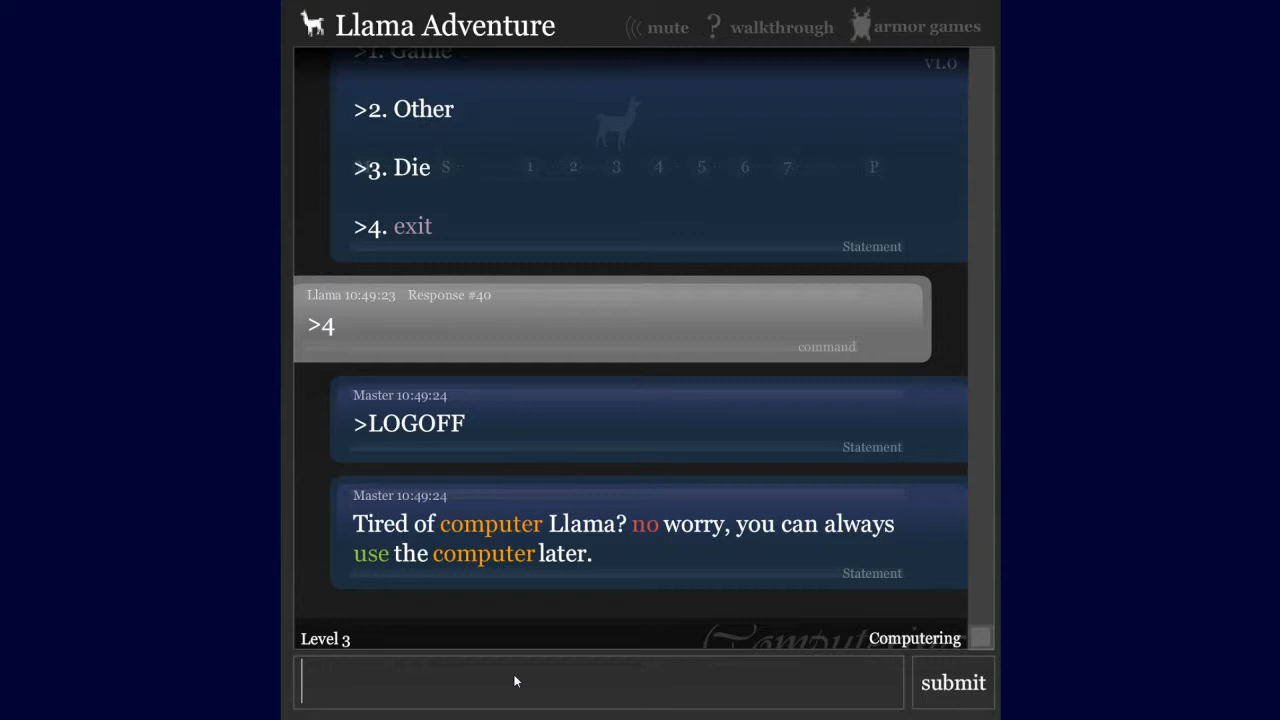 Llama Adventure
mute
? walkthrough
armor games
>1. Game
v1.0
>2. Other
>3. Die
S 1 2 3 4 5 6 7 P
>4. exit
Statement
Llama 10:49:23 Response #40
>4
command
Master 10:49:24
>LOGOFF
Statement
Master 10:49:24
Tired of computer Llama? no worry, you can always
use the computer later.
Statement
Level 3
Computering
submit